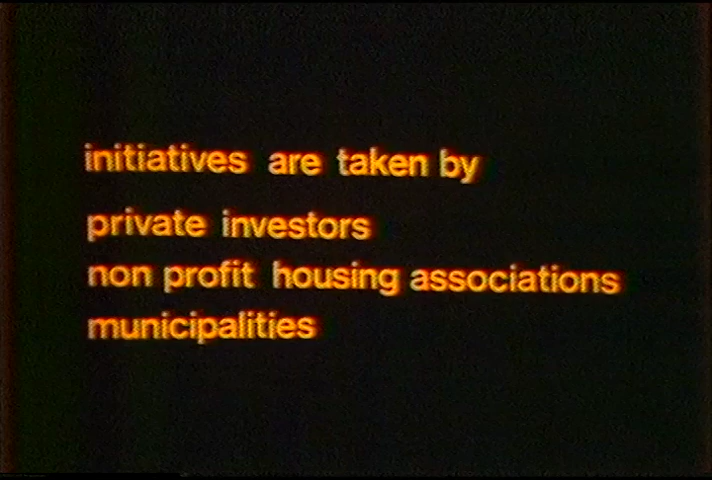 initiatives are taken by
private investors
non profit housing associations
municipalities